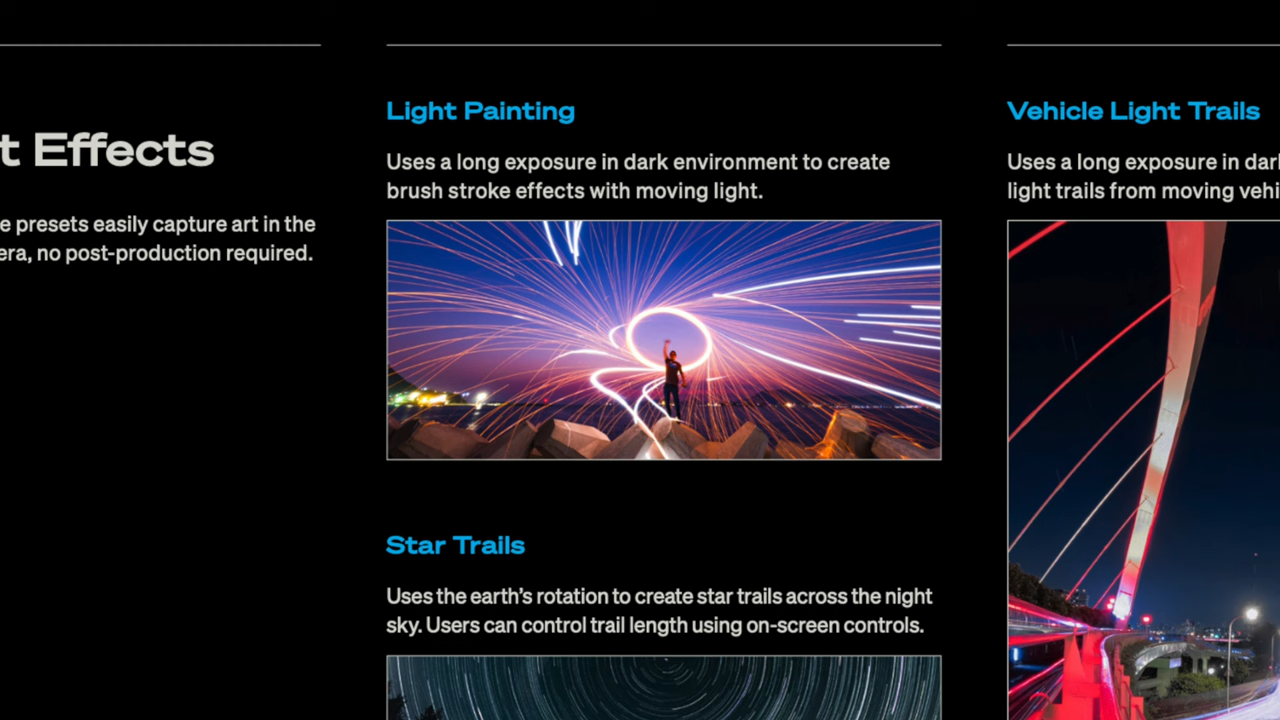 t Effects
e presets easily capture art in the
era, no post-production required.
Light Painting
Uses a long exposure in dark environment to create
brush stroke effects with moving light.
Star Trails
Uses the earth's rotation to create star trails across the night
sky. Users can control trail length using on-screen controls.
Vehicle Light Trails
Uses a long exposure in dark
light trails from moving vehi